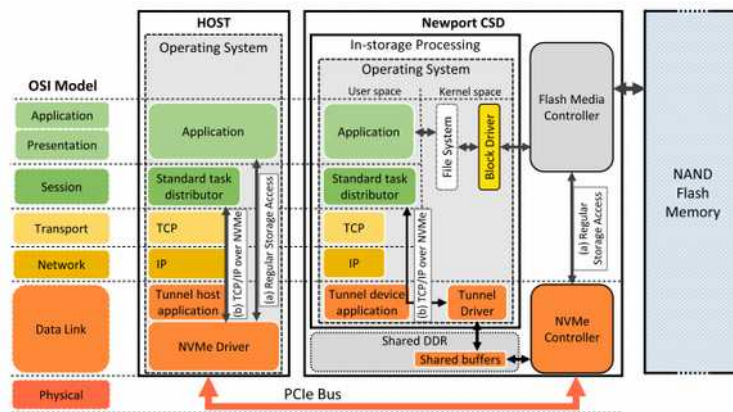 HOST
Newport CSD
Operating System
In-storage Processing
Operating System
OSI Model
User space
Kernel space
Application
Presentation
Application
Application
File System
Block Driver
Flash Media
Controller
NAND
Flash
Memory
Session
Standard task
distributor
Standard task
distributor
Transport
TCP
TCP
Network
IP
IP
(b) TCP/IP over NVMe
(a) Regular Storage Access
(b) TCP/IP over NVMe
(a) Regular
Storage Access
Data Link
Tunnel host
application
NVMe Driver
Tunnel device
application
Tunnel
Driver
NVMe
Controller
Shared DDR
Shared buffers
Physical
PCIe Bus